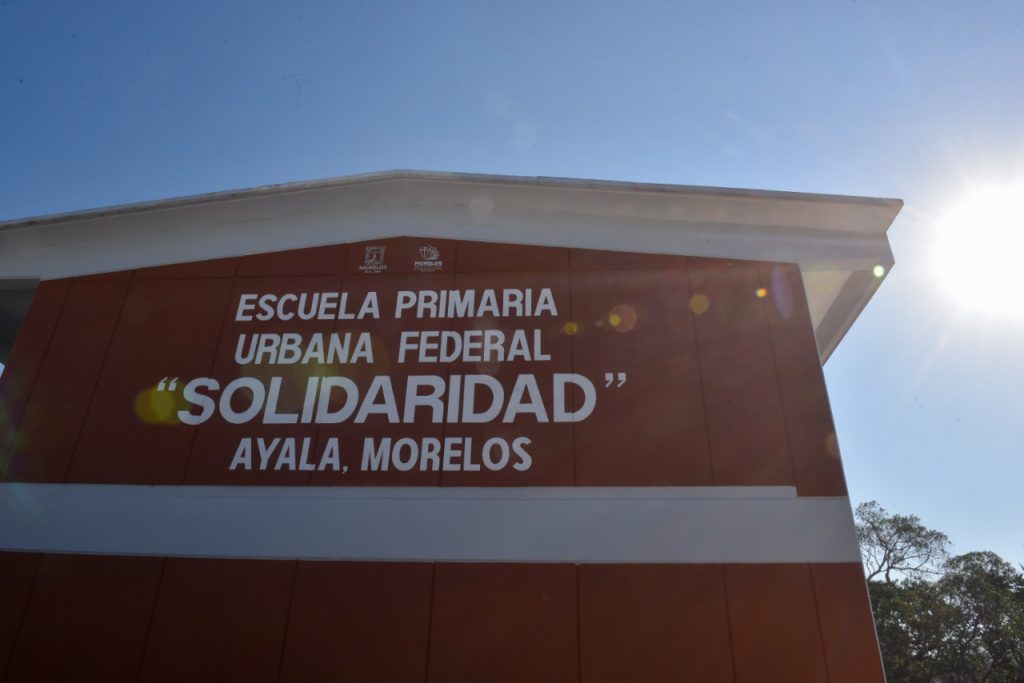 MORELOS MORELOS
ESCUELA PRIMARIA
URBANA FEDERAL
“SOLIDARIDAD”
AYALA, MORELOS